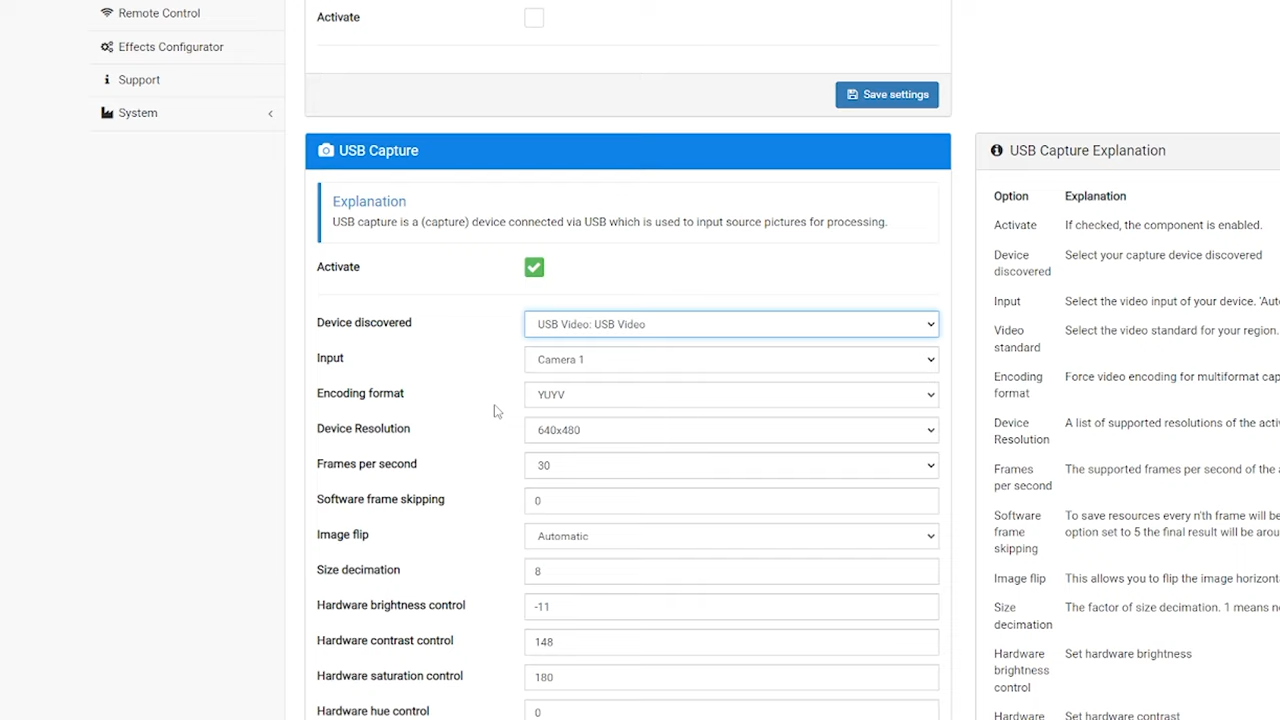 Remote Control
Effects Configurator
Support
System
Activate
Save settings
USB Capture
Explanation
USB capture is a (capture) device connected via USB which is used to input source pictures for processing.
Activate
Device discovered
USB Video: USB Video
Input
Camera 1
Encoding format
YUYV
Device Resolution
640x480
Frames per second
30
Software frame skipping
0
Image flip
Automatic
Size decimation
8
Hardware brightness control
-11
Hardware contrast control
148
Hardware saturation control
180
Hardware hue control
0
USB Capture Explanation
Option Explanation
Activate If checked, the component is enabled.
Device Select your capture device discovered
discovered
Input Select the video input of your device. 'Auto
Video Select the video standard for your region.
standard
Encoding Force video encoding for multiformat cap
format
Device A list of supported resolutions of the activ
Resolution
Frames The supported frames per second of the a
per second
Software To save resources every n'th frame will be
frame option set to 5 the final result will be arou
skipping
Image flip This allows you to flip the image horizonta
Size The factor of size decimation. 1 means no
decimation
Hardware Set hardware brightness
brightness
control
Hardware Set hardware contrast